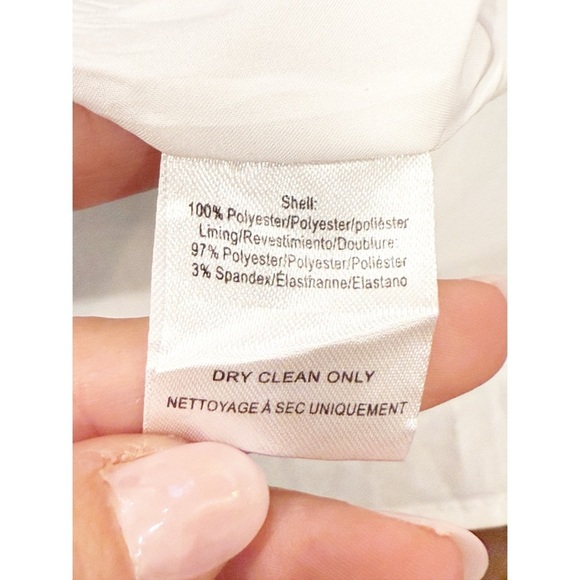 Shell:
100% Polyester/Polyester/poliéster
Lining/Revestimiento/Doublure:
97% Polyester/Polyester/Poliéster
3% Spandex/Élasthanne/Elastano
DRY CLEAN ONLY
NETTOYAGE À SEC UNIQUEMENT